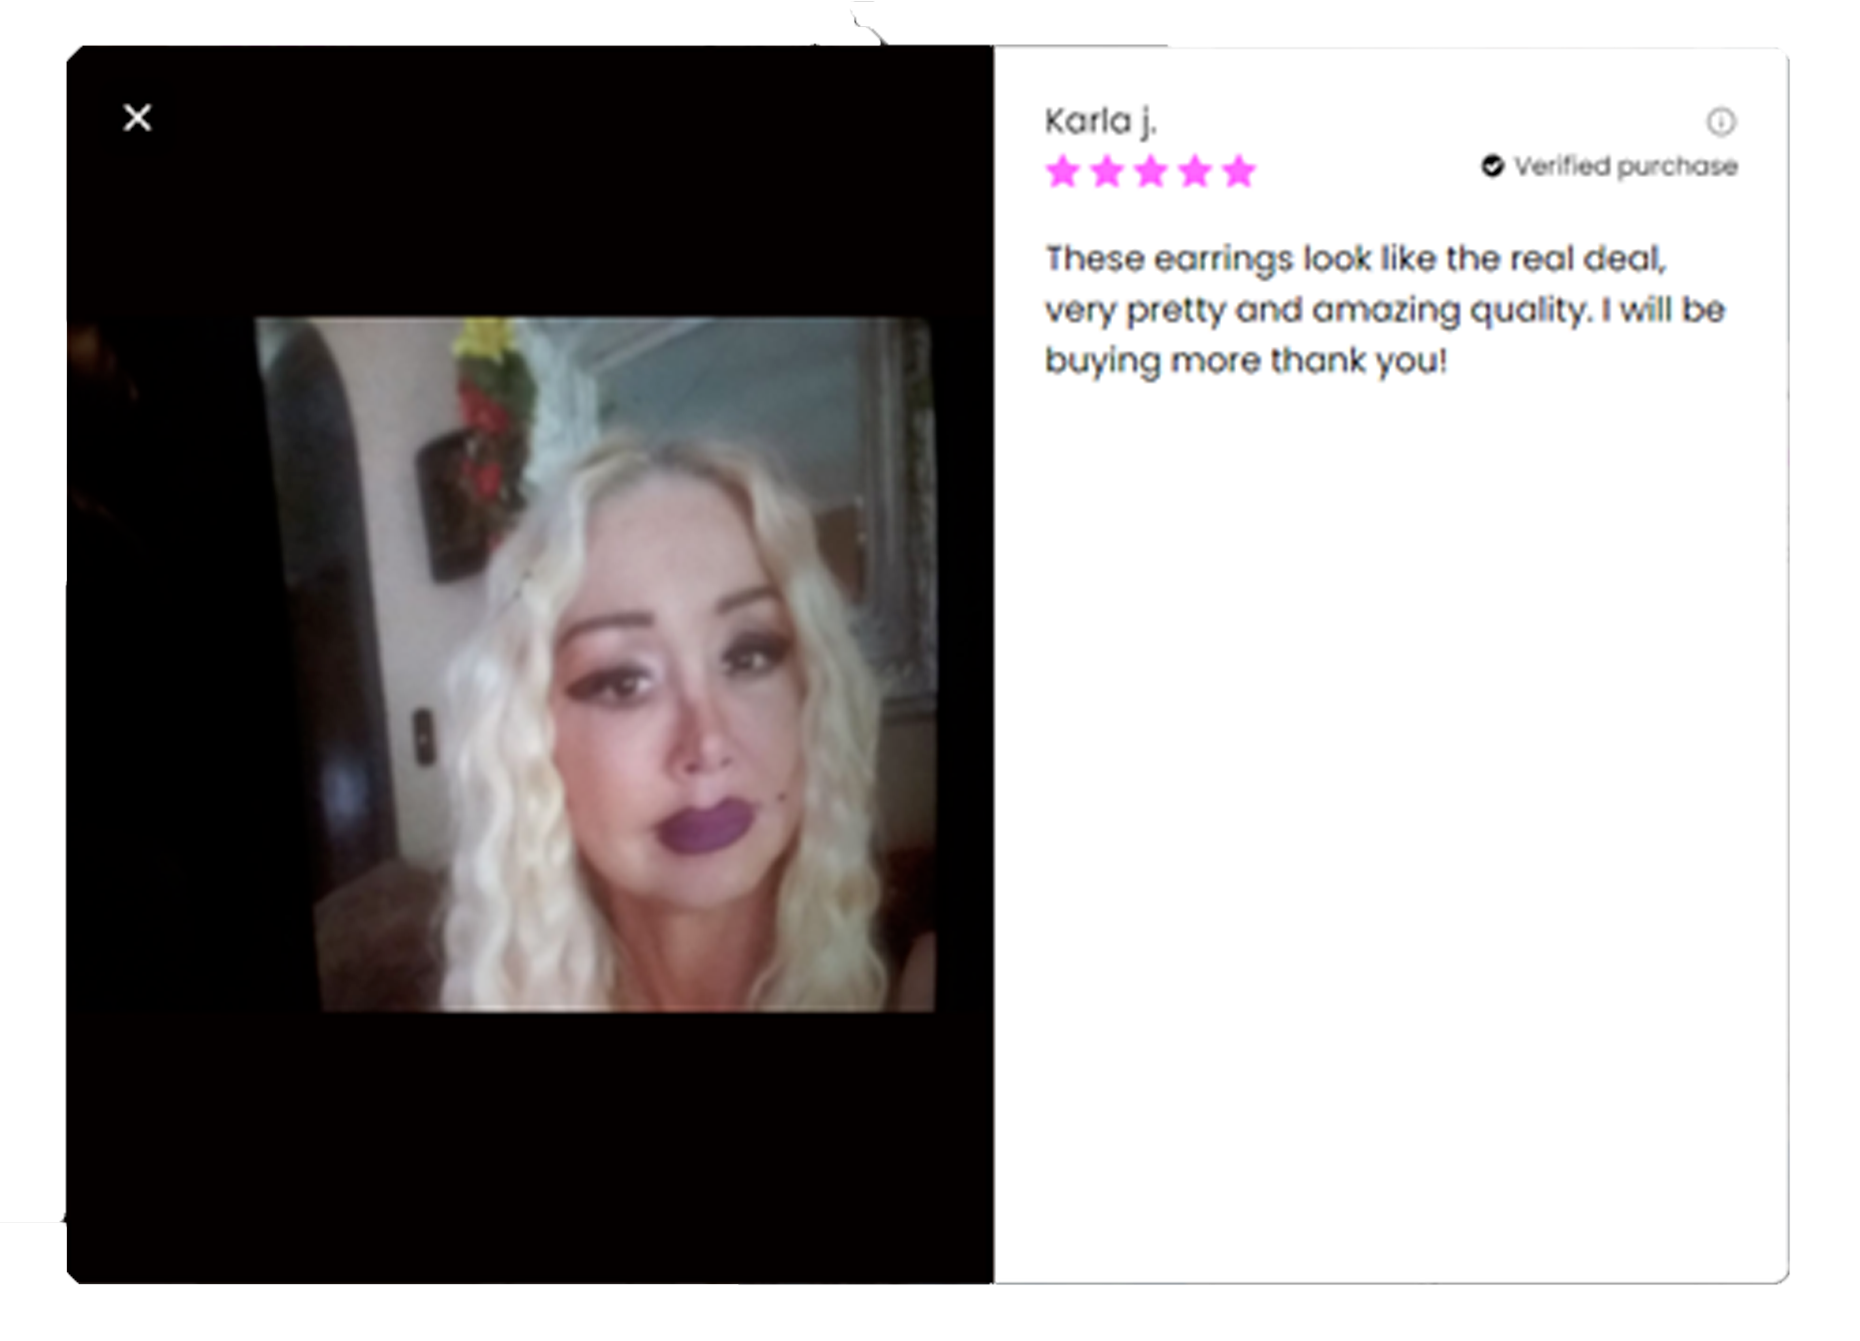 Karla j.
Verified purchase
These earrings look like the real deal,
very pretty and amazing quality. I will be
buying more thank you!